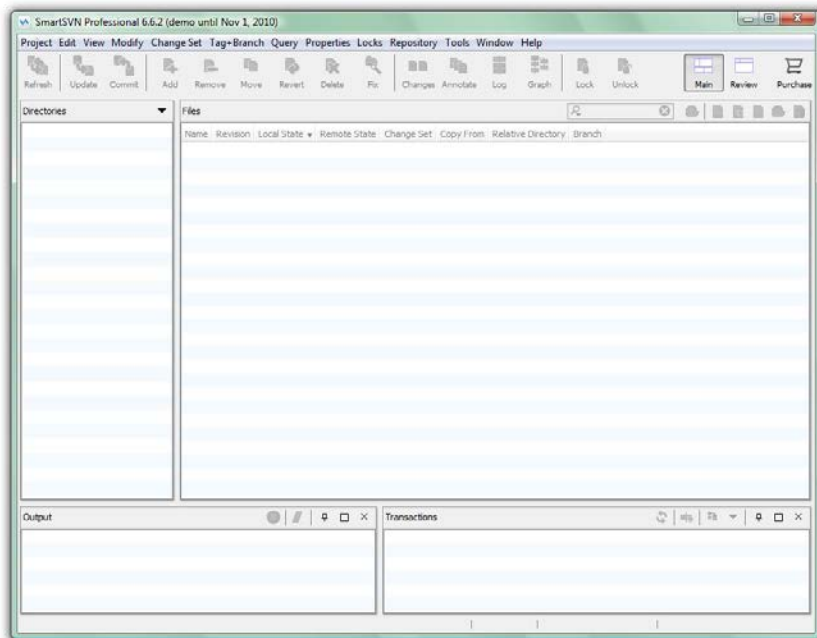 SmartSVN Professional 6.6.2 (demo until Nov 1, 2010)
Project Edit View Modify Change Set Tag+Branch Query Properties Locks Repository Tools Window Help
Refresh Update Commit Add Remove Move Revert Delete Fix Changes Annotate Log Graph Lock Unlock Main Review Purchase
Directories Files
Name Revision Local State Remote State Change Set Copy From Relative Directory Branch
Output Transactions